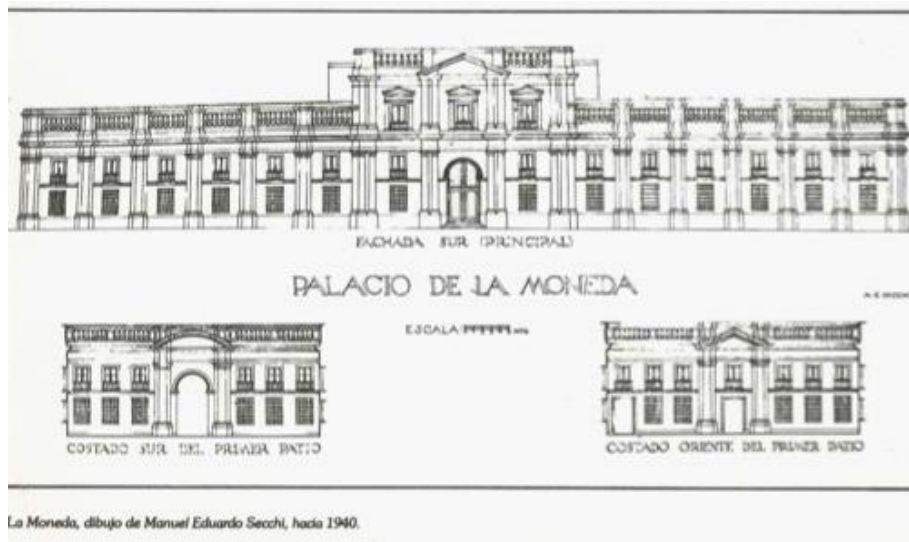 FACHADA SUR (PRINCIPAL)
PALACIO DE LA MONEDA
ESCALA
COSTADO SUR DEL PRIMER PATIO
COSTADO ORIENTE DEL PRIMER PATIO
La Moneda, dibujo de Manuel Eduardo Secchi, hacia 1940.